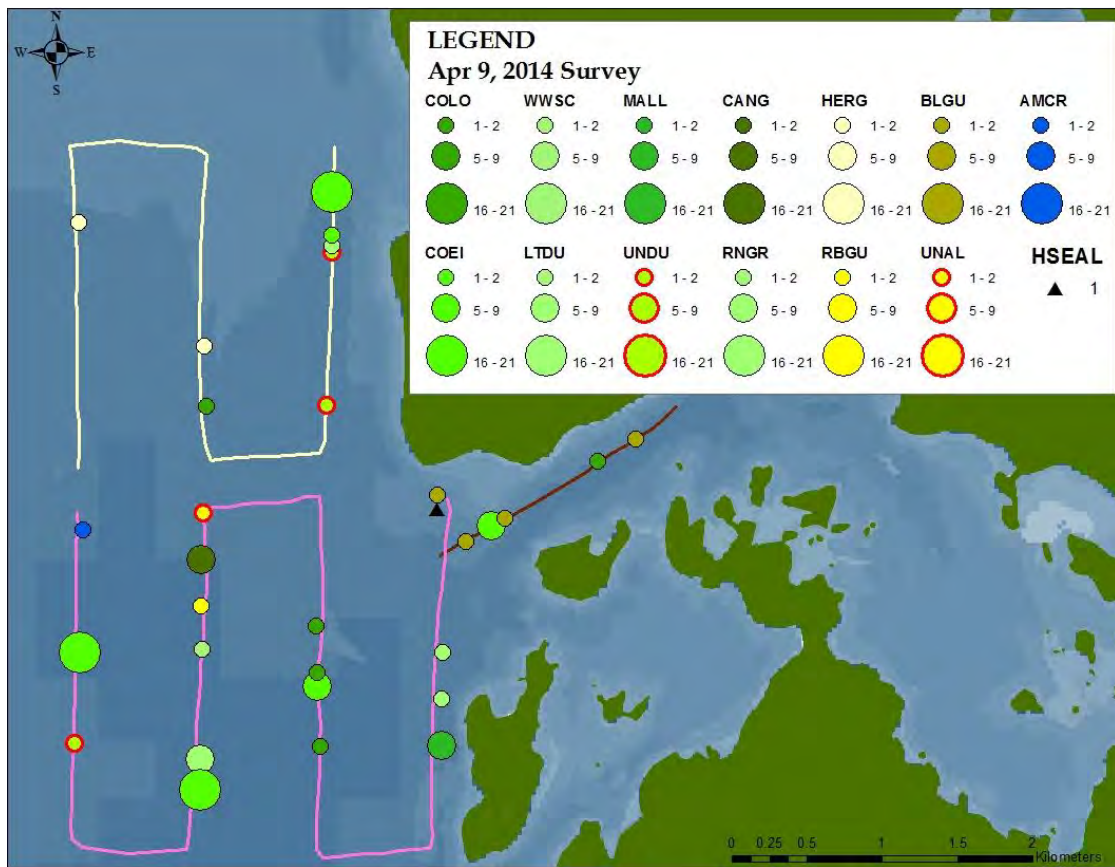 N
W E
S
LEGEND
Apr 9, 2014 Survey
COLO WWSC MALL CANG HERG BLGU AMCR
1 - 2 1 - 2 1 - 2 1 - 2 1 - 2 1 - 2 1 - 2
5 - 9 5 - 9 5 - 9 5 - 9 5 - 9 5 - 9 5 - 9
16 - 21 16 - 21 16 - 21 16 - 21 16 - 21 16 - 21 16 - 21
COEI LTDU UNDU RNGR RBGU UNAL HSEAL
1 - 2 1 - 2 1 - 2 1 - 2 1 - 2 1 - 2 1
5 - 9 5 - 9 5 - 9 5 - 9 5 - 9 5 - 9
16 - 21 16 - 21 16 - 21 16 - 21 16 - 21 16 - 21
0 0.25 0.5 1 1.5 2
Kilometers